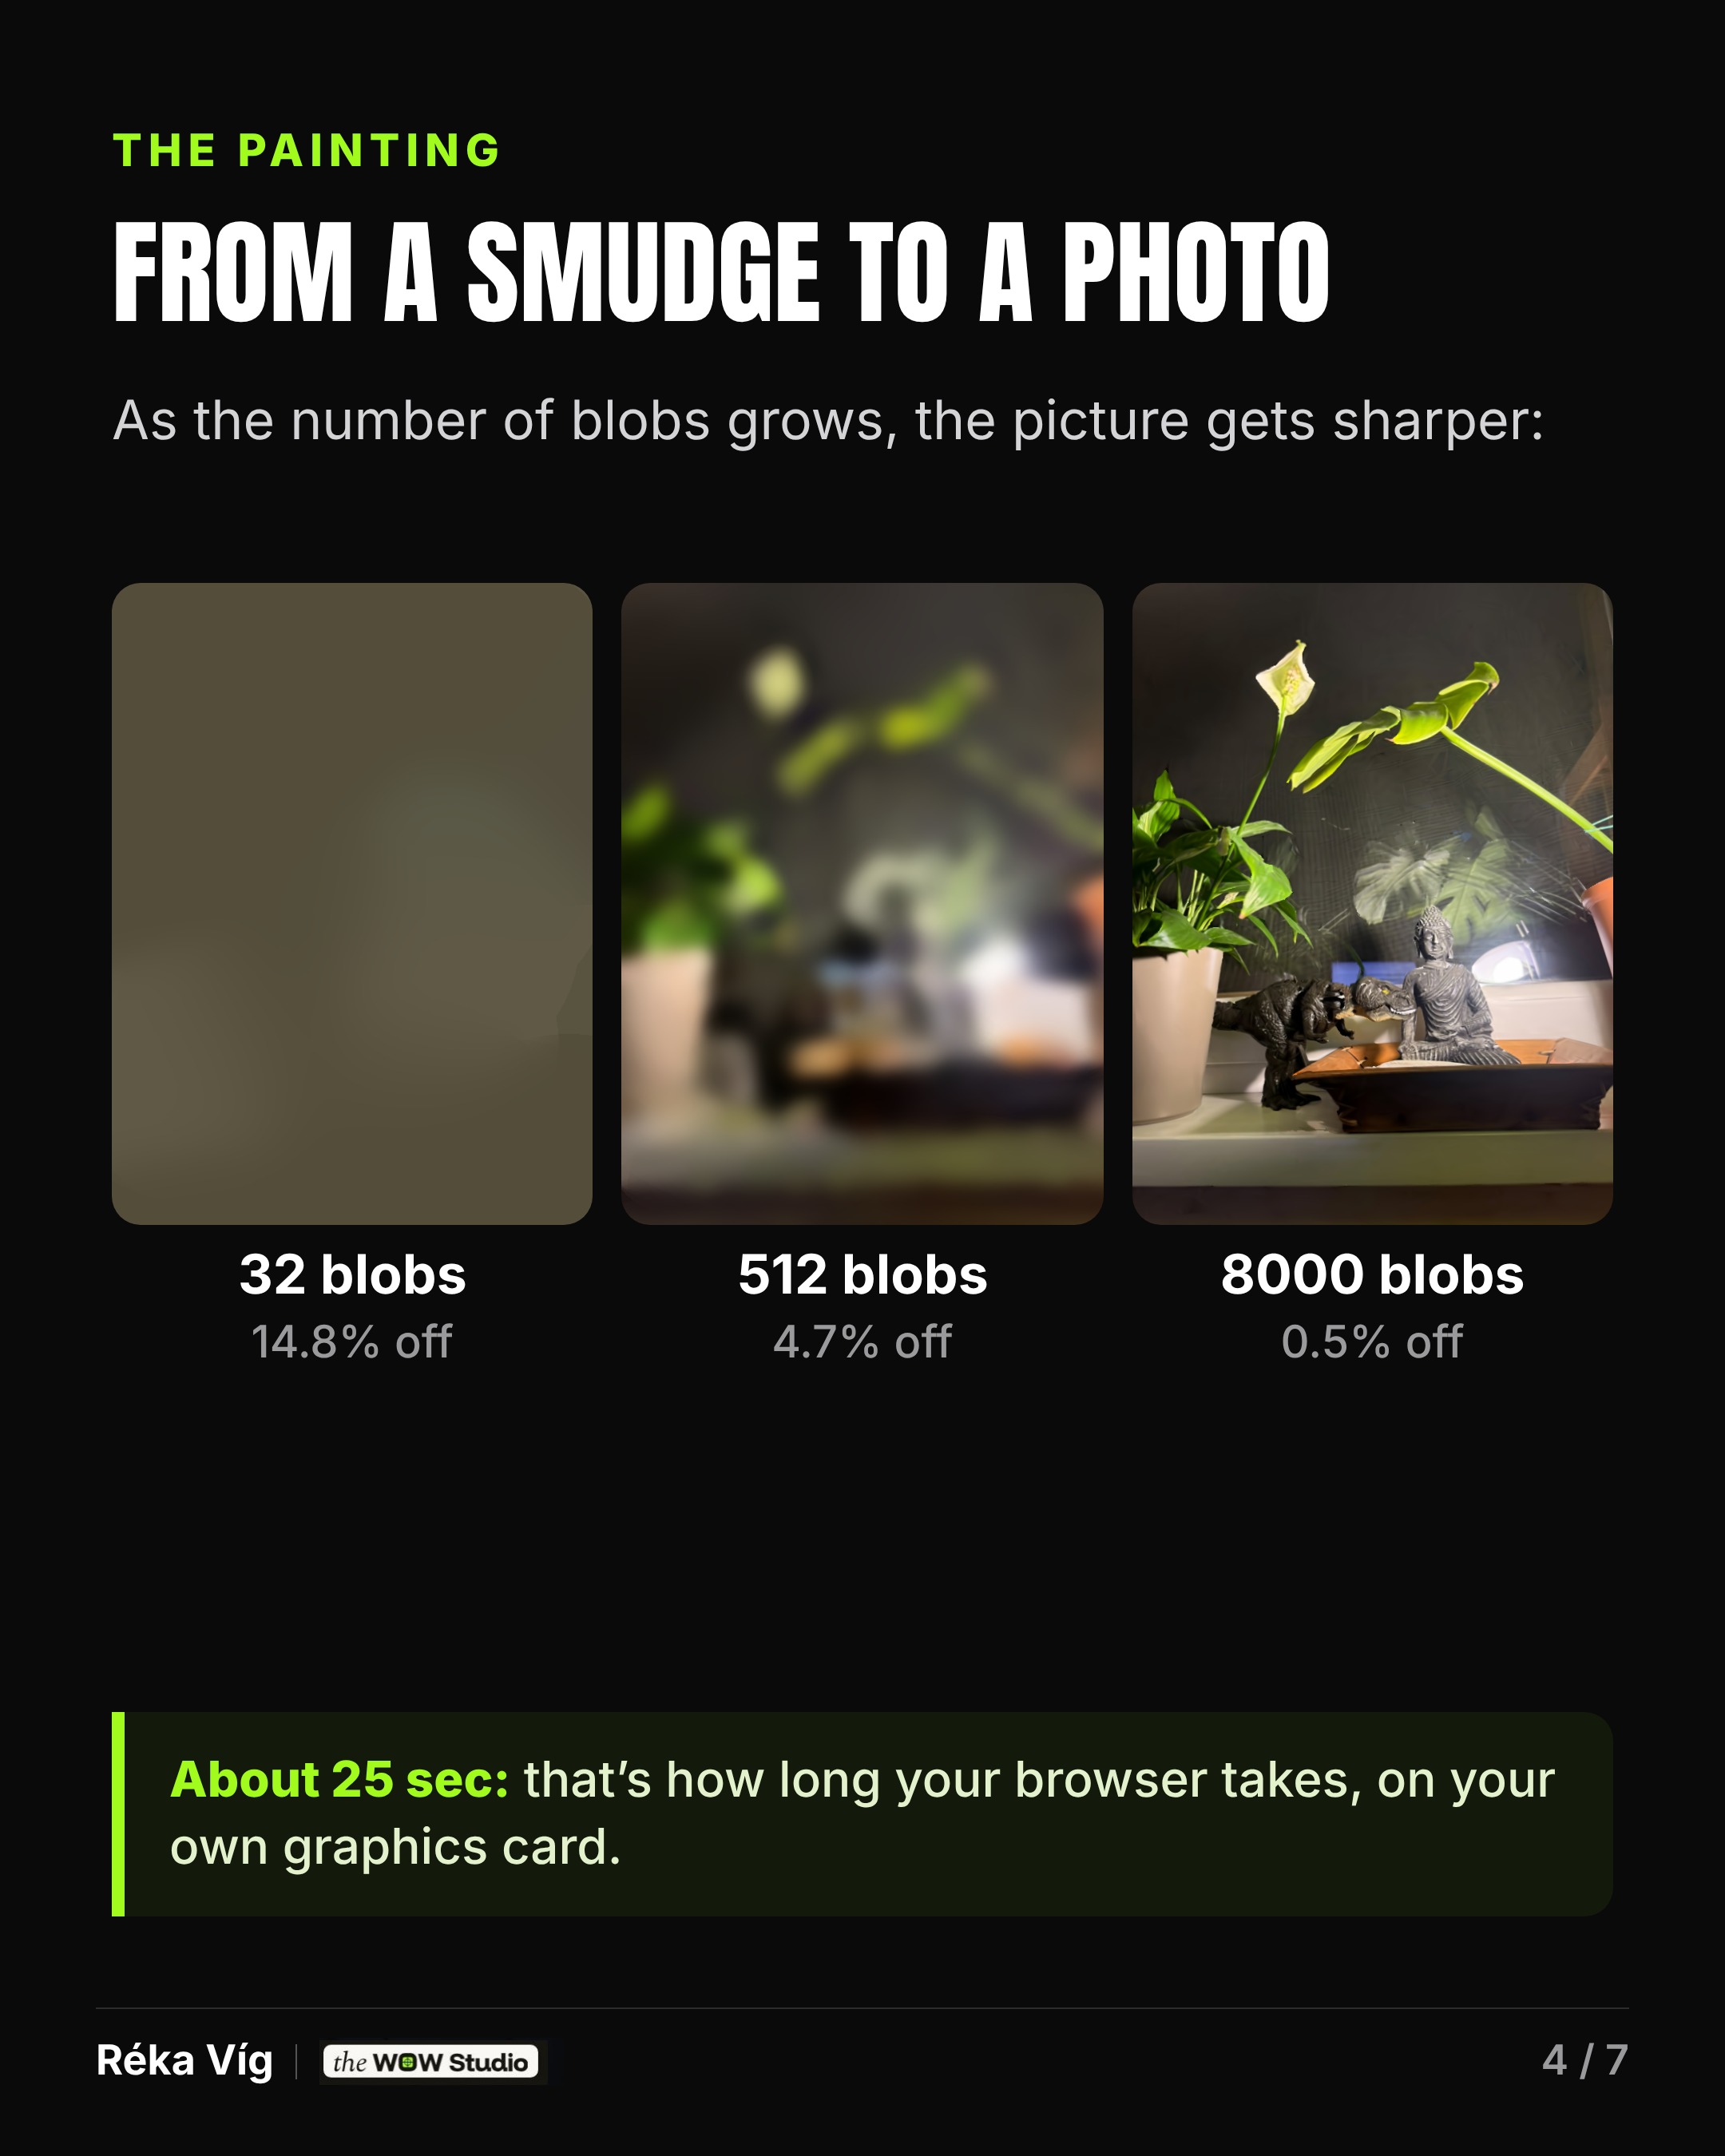 THE PAINTING
FROM A SMUDGE TO A PHOTO
As the number of blobs grows, the picture gets sharper:
32 blobs
14.8% off
512 blobs
4.7% off
8000 blobs
0.5% off
About 25 sec: that’s how long your browser takes, on your
own graphics card.
Réka Víg
the WOW Studio
4 / 7